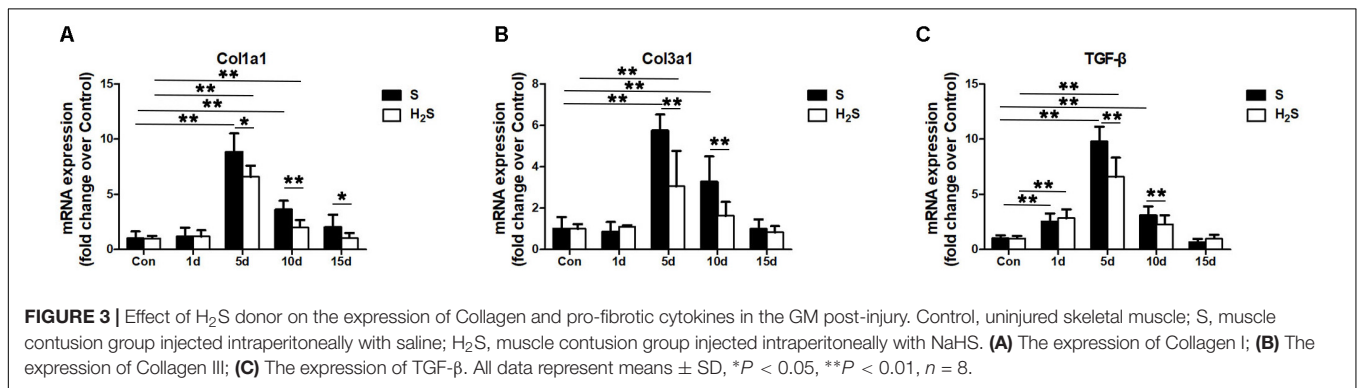 A
Col1a1
** 
**
**
**
*
**
*
S
H₂S
mRNA expression
(fold change over Control)
15
10
5
0
Con 1d 5d 10d 15d
B
Col3a1
**
**
**
**
**
S
H₂S
mRNA expression
(fold change over Control)
8
6
4
2
0
Con 1d 5d 10d 15d
C
TGF-β
**
**
**
**
**
**
**
S
H₂S
mRNA expression
(fold change over Control)
15
10
5
0
Con 1d 5d 10d 15d
FIGURE 3 | Effect of H₂S donor on the expression of Collagen and pro-fibrotic cytokines in the GM post-injury. Control, uninjured skeletal muscle; S, muscle
contusion group injected intraperitoneally with saline; H₂S, muscle contusion group injected intraperitoneally with NaHS. (A) The expression of Collagen I; (B) The
expression of Collagen III; (C) The expression of TGF-β. All data represent means ± SD, *P < 0.05, **P < 0.01, n = 8.